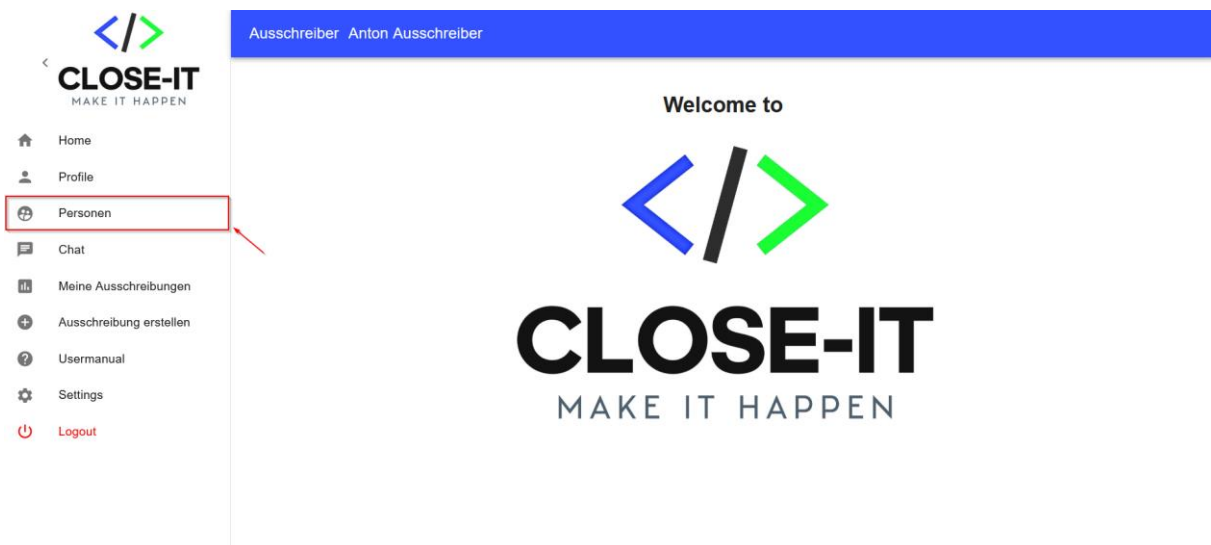 CLOSE-IT
MAKE IT HAPPEN
Home
Profile
Personen
Chat
Meine Ausschreibungen
Ausschreibung erstellen
Usermanual
Settings
Logout
Ausschreiber Anton Ausschreiber
Welcome to
</>
CLOSE-IT
MAKE IT HAPPEN